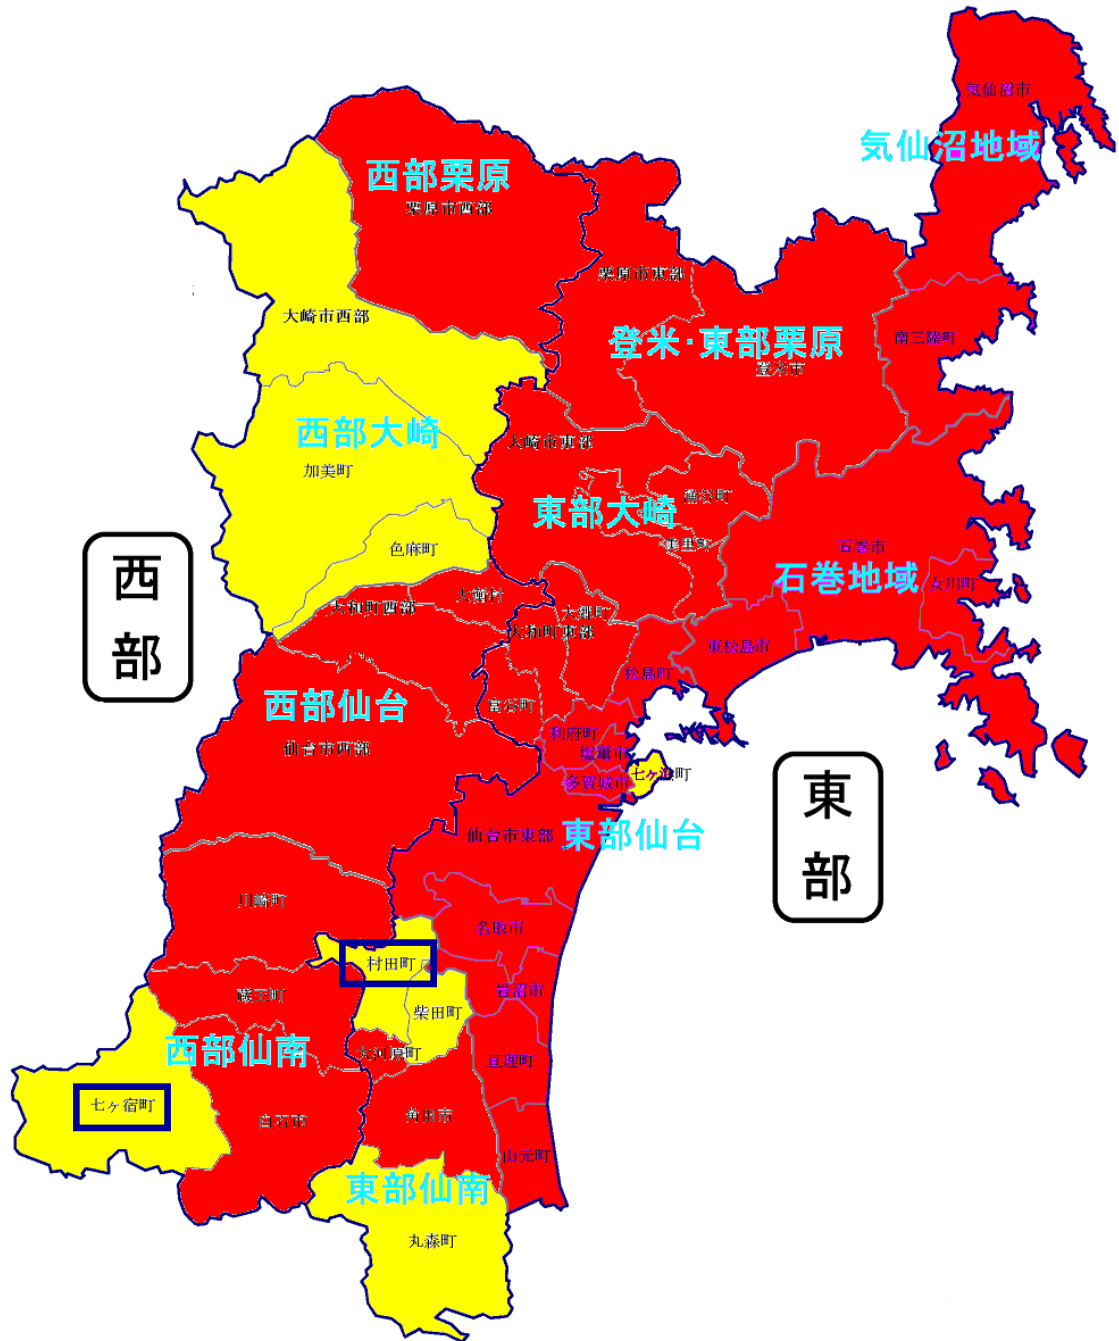 気仙沼市
気仙沼地域
西部栗原
栗原市西部
栗原市東部
大崎市西部
南三陸町
登米・東部栗原
登米市
西部大崎
大崎市東部
加美町
涌谷町
東部大崎
色麻町
美里町
石巻市
石巻地域
女川町
西
部
大衡村
大和町西部
大郷町
大和町東部
東松島市
松島町
西部仙台
富谷町
仙台市西部
利府町
塩竈市
七ヶ浜町
多賀城市
東
部
仙台市東部
東部仙台
川崎町
名取市
村田町
岩沼市
蔵王町
柴田町
西部仙南
大河原町
亘理町
七ヶ宿町
白石市
角田市
山元町
東部仙南
丸森町